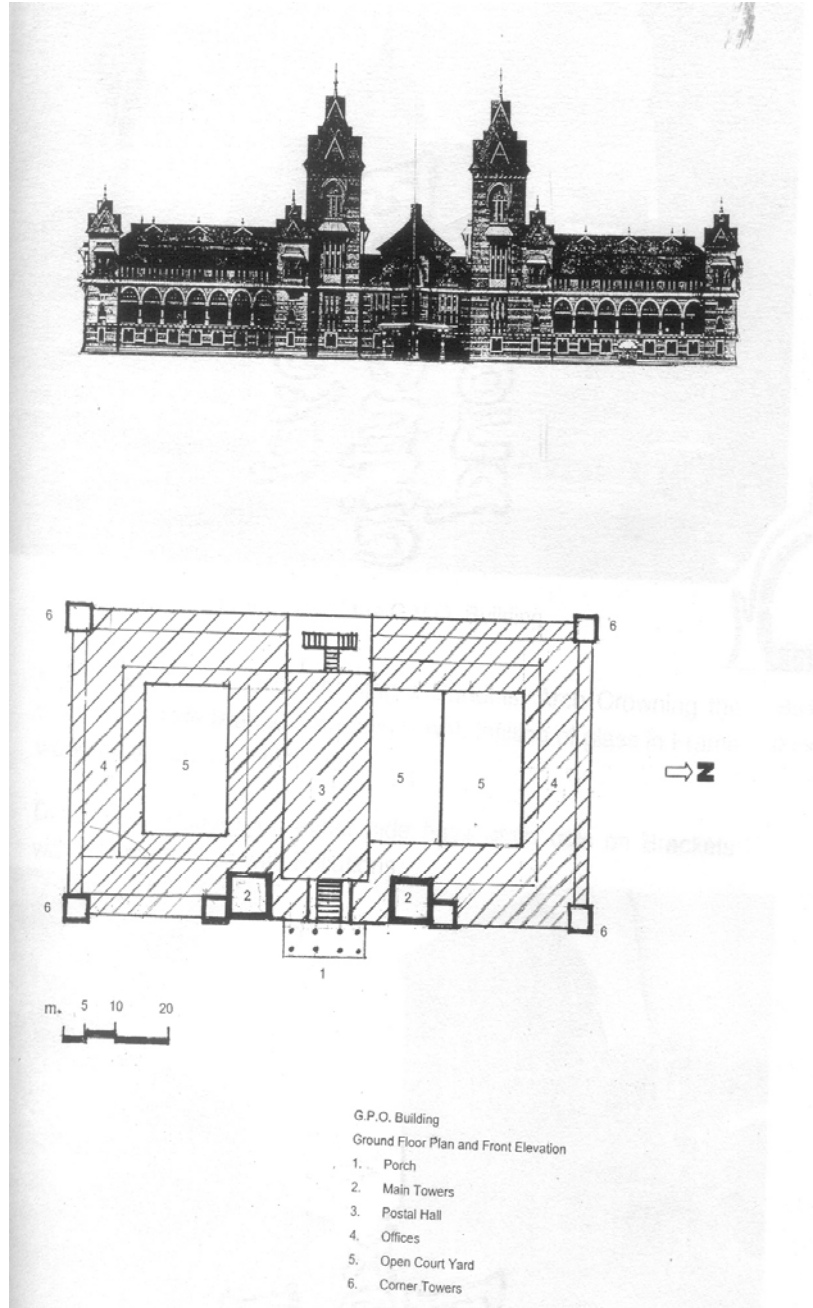 6
6
4
5
3
5
5
4
N
2
2
6
6
1
m. 5 10 20
G.P.O. Building
Ground Floor Plan and Front Elevation
1. Porch
2. Main Towers
3. Postal Hall
4. Offices
5. Open Court Yard
6. Corner Towers